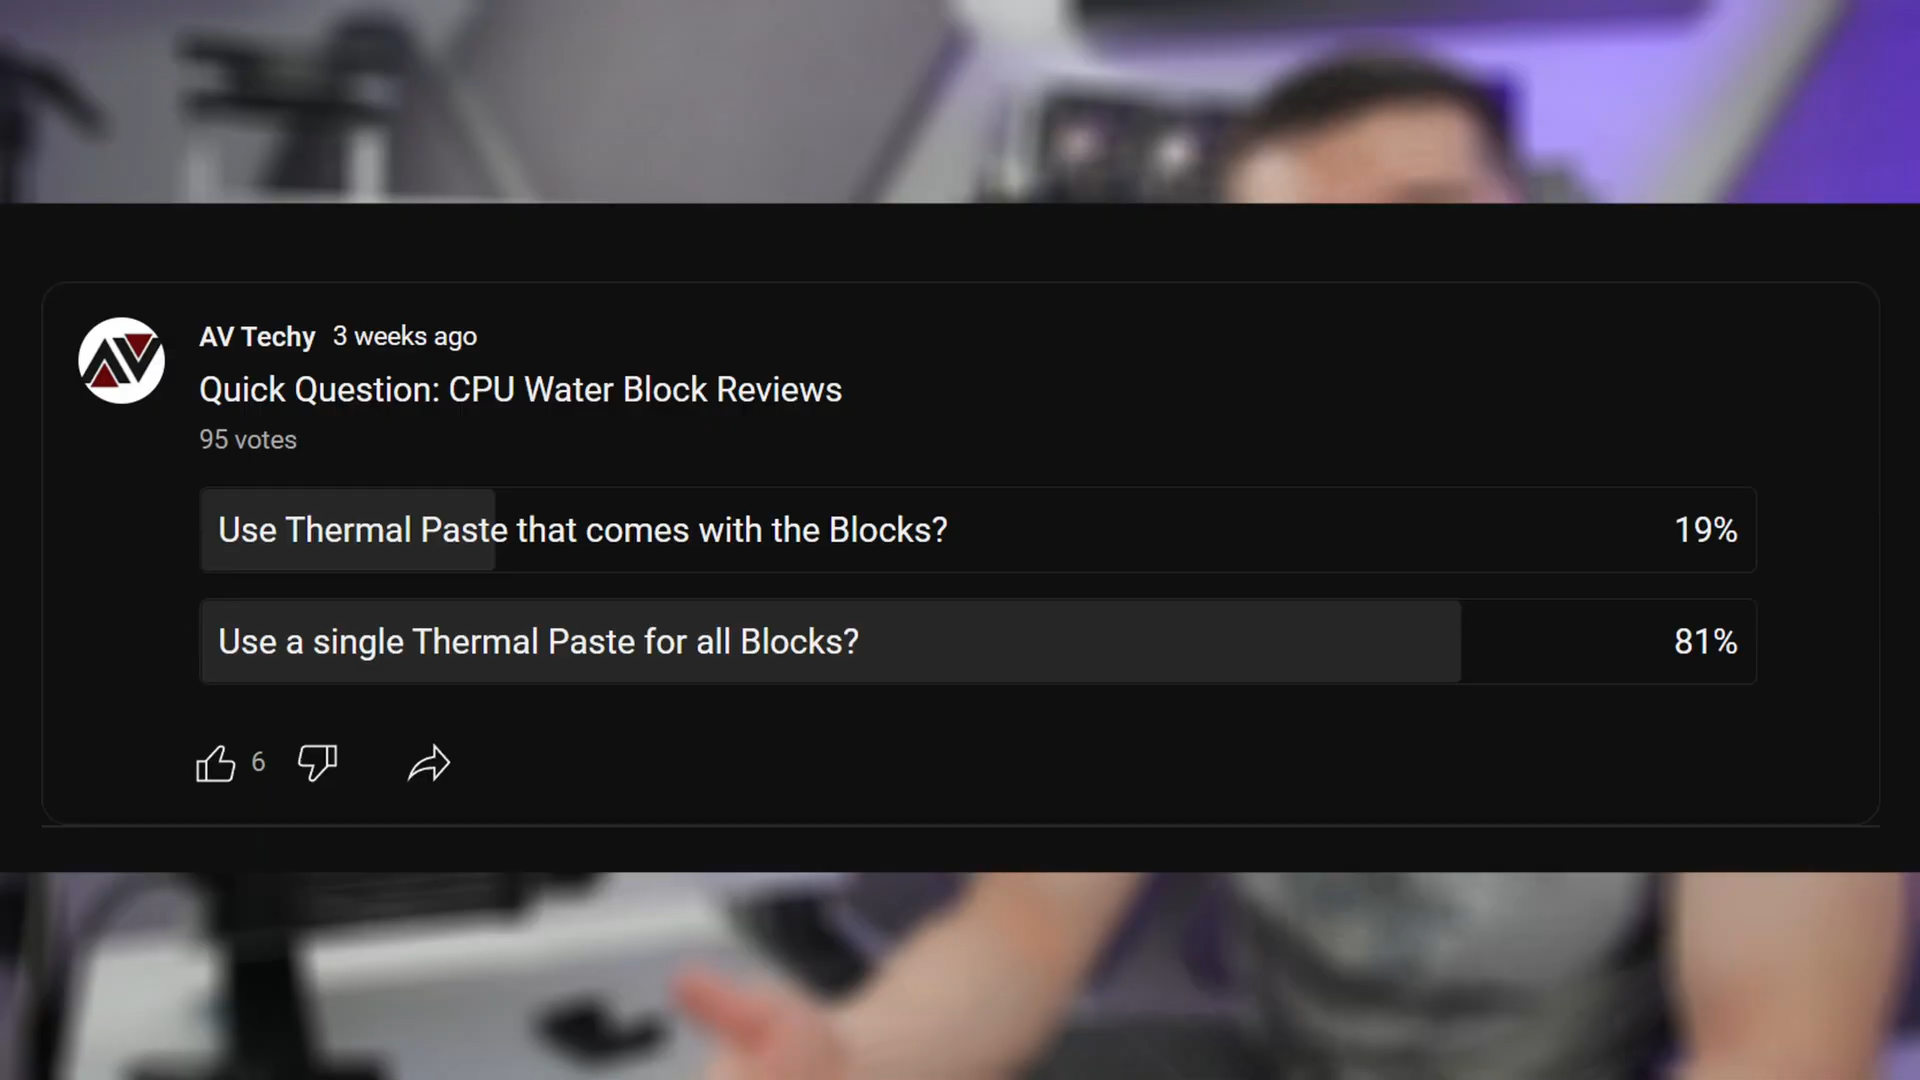 AV Techy 3 weeks ago
Quick Question: CPU Water Block Reviews
95 votes
Use Thermal Paste that comes with the Blocks? 19%
Use a single Thermal Paste for all Blocks? 81%
6